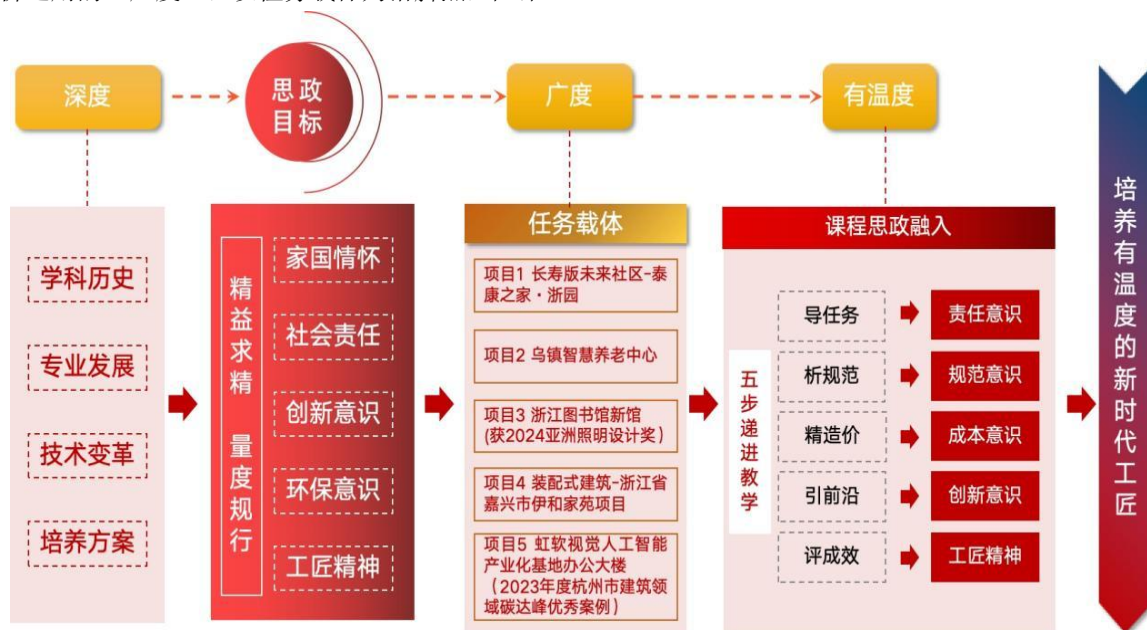 深度
思政
目标
广度
有温度
学科历史
专业发展
技术变革
培养方案
精益求精 量度规行
家国情怀
社会责任
创新意识
环保意识
工匠精神
任务载体
项目1 长寿版未来社区-泰
康之家·浙园
项目2 乌镇智慧养老中心
项目3 浙江图书馆新馆
(获2024亚洲照明设计奖)
项目4 装配式建筑-浙江省
嘉兴市伊和家苑项目
项目5 虹软视觉人工智能
产业化基地办公大楼
（2023年度杭州市建筑领
域碳达峰优秀案例）
课程思政融入
五步递进教学
导任务
责任意识
析规范
规范意识
精造价
成本意识
引前沿
创新意识
评成效
工匠精神
培养有温度的新时代工匠